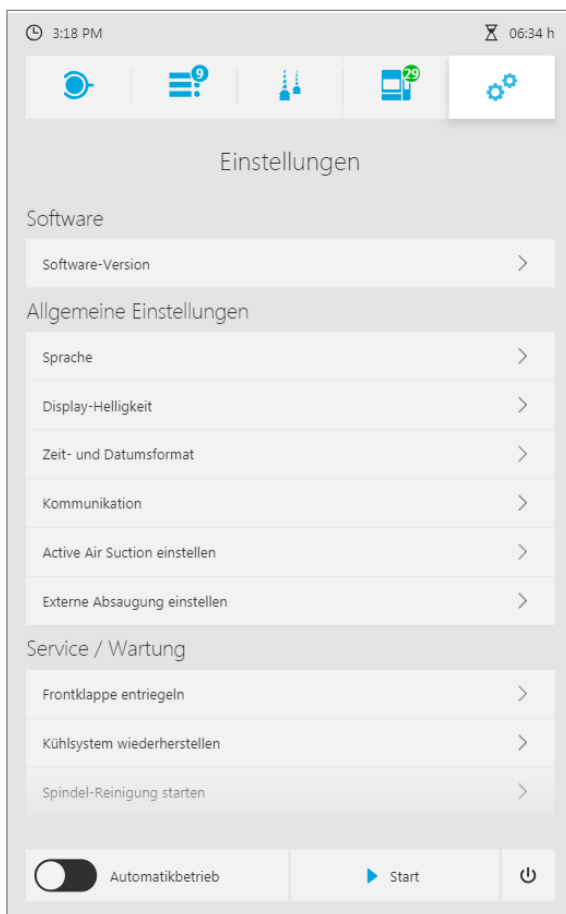 3:18 PM
06:34 h
9
29
Einstellungen
Software
Software-Version
Allgemeine Einstellungen
Sprache
Display-Helligkeit
Zeit- und Datumsformat
Kommunikation
Active Air Suction einstellen
Externe Absaugung einstellen
Service / Wartung
Frontklappe entriegeln
Kühlsystem wiederherstellen
Spindel-Reinigung starten
Automatikbetrieb
Start